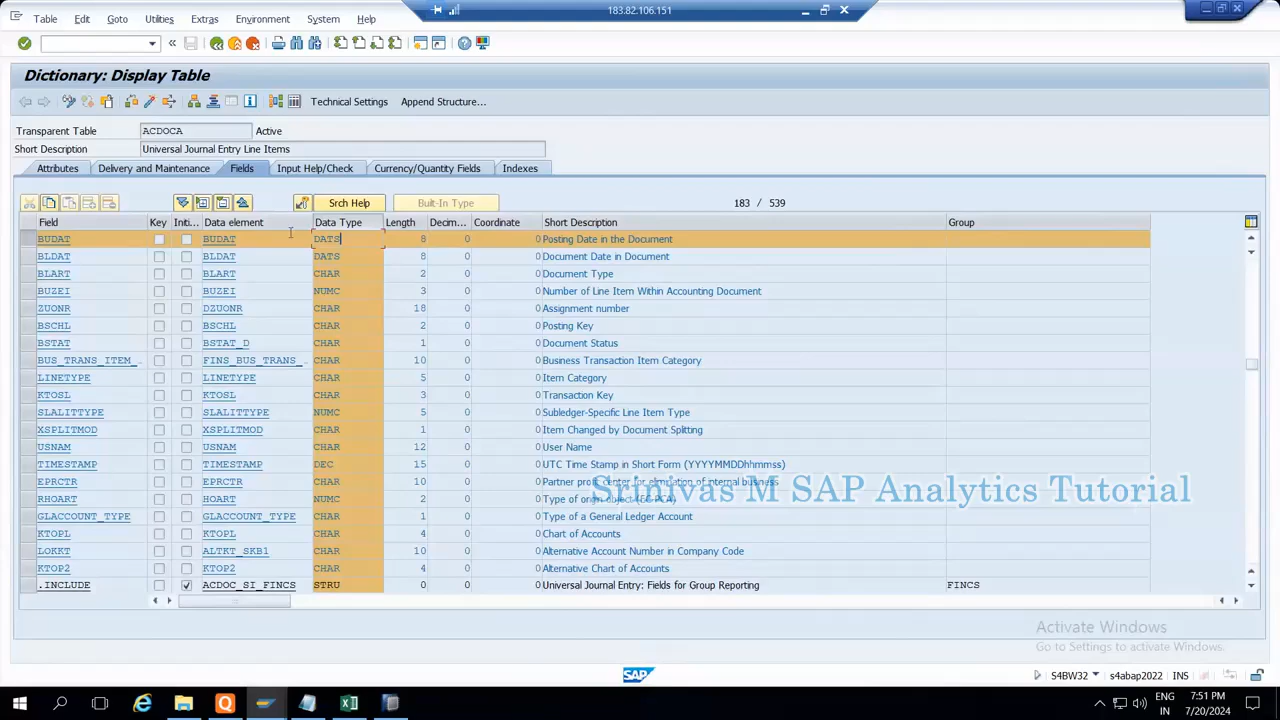 Table Edit Goto Utilities Extras Environment System Help
183.82.106.151
Dictionary: Display Table
Technical Settings Append Structure...
Transparent Table ACDOCA Active
Short Description Universal Journal Entry Line Items
Attributes Delivery and Maintenance Fields Input Help/Check Currency/Quantity Fields Indexes
Srch Help Built-In Type 183 / 539
Field Key Initi... Data element Data Type Length Decim... Coordinate Short Description Group
BUDAT BUDAT DATS 8 0 0 Posting Date in the Document
BLDAT BLDAT DATS 8 0 0 Document Date in Document
BLART BLART CHAR 2 0 0 Document Type
BUZEI BUZEI NUMC 3 0 0 Number of Line Item Within Accounting Document
ZUONR DZUONR CHAR 18 0 0 Assignment number
BSCHL BSCHL CHAR 2 0 0 Posting Key
BSTAT BSTAT_D CHAR 1 0 0 Document Status
BUS_TRANS_ITEM_.. FINS_BUS_TRANS_.. CHAR 10 0 0 Business Transaction Item Category
LINETYPE LINETYPE CHAR 5 0 0 Item Category
KTOSL KTOSL CHAR 3 0 0 Transaction Key
SLALITTYPE SLALITTYPE NUMC 5 0 0 Subledger-Specific Line Item Type
XSPLITMOD XSPLITMOD CHAR 1 0 0 Item Changed by Document Splitting
USNAM USNAM CHAR 12 0 0 User Name
TIMESTAMP TIMESTAMP DEC 15 0 0 UTC Time Stamp in Short Form (YYYYMMDDhhmmss)
EPRCTR EPRCTR CHAR 10 0 0 Partner profit center for elimination of internal business
RHOART HOART NUMC 2 0 0 Type of origin object (EC-PCA)
Srinivas M SAP Analytics Tutorial
GLACCOUNT_TYPE GLACCOUNT_TYPE CHAR 1 0 0 Type of a General Ledger Account
KTOPL KTOPL CHAR 4 0 0 Chart of Accounts
LOKKT ALTKT_SKB1 CHAR 10 0 0 Alternative Account Number in Company Code
KTOP2 KTOP2 CHAR 4 0 0 Alternative Chart of Accounts
.INCLUDE ACDOC_SI_FINCS STRU 0 0 0 Universal Journal Entry: Fields for Group Reporting FINCS
Activate Windows
Go to Settings to activate Windows.
SAP S4BW32 s4abap2022 INS
ENG 7:51 PM
IN 7/20/2024